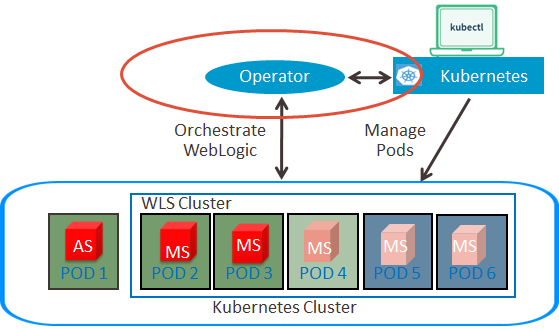 kubectl
Operator
Kubernetes
Orchestrate
WebLogic
Manage
Pods
WLS Cluster
AS
MS
MS
MS
MS
MS
POD 1
POD 2
POD 3
POD 4
POD 5
POD 6
Kubernetes Cluster